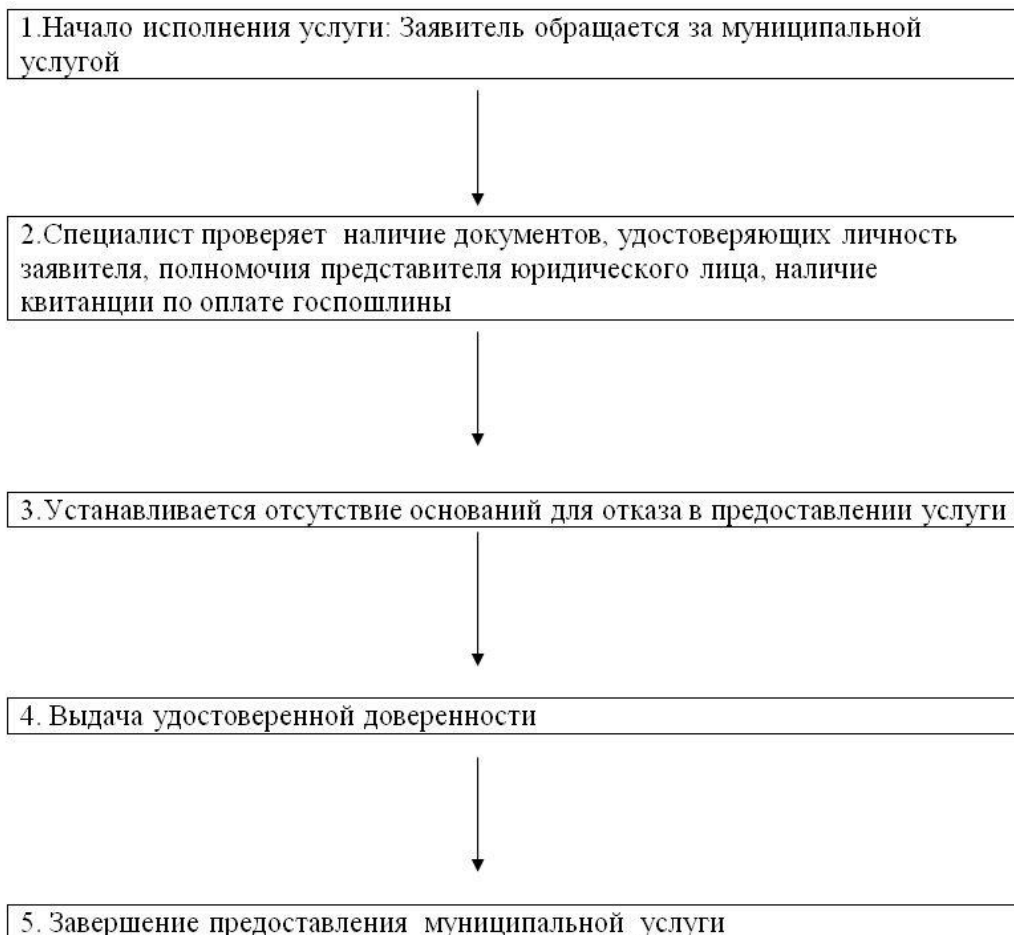 1.Начало исполнения услуги: Заявитель обращается за муниципальной
услугой
2.Специалист проверяет наличие документов, удостоверяющих личность
заявителя, полномочия представителя юридического лица, наличие
квитанции по оплате госпошлины
3.Устанавливается отсутствие оснований для отказа в предоставлении услуги
4. Выдача удостоверенной доверенности
5. Завершение предоставления муниципальной услуги